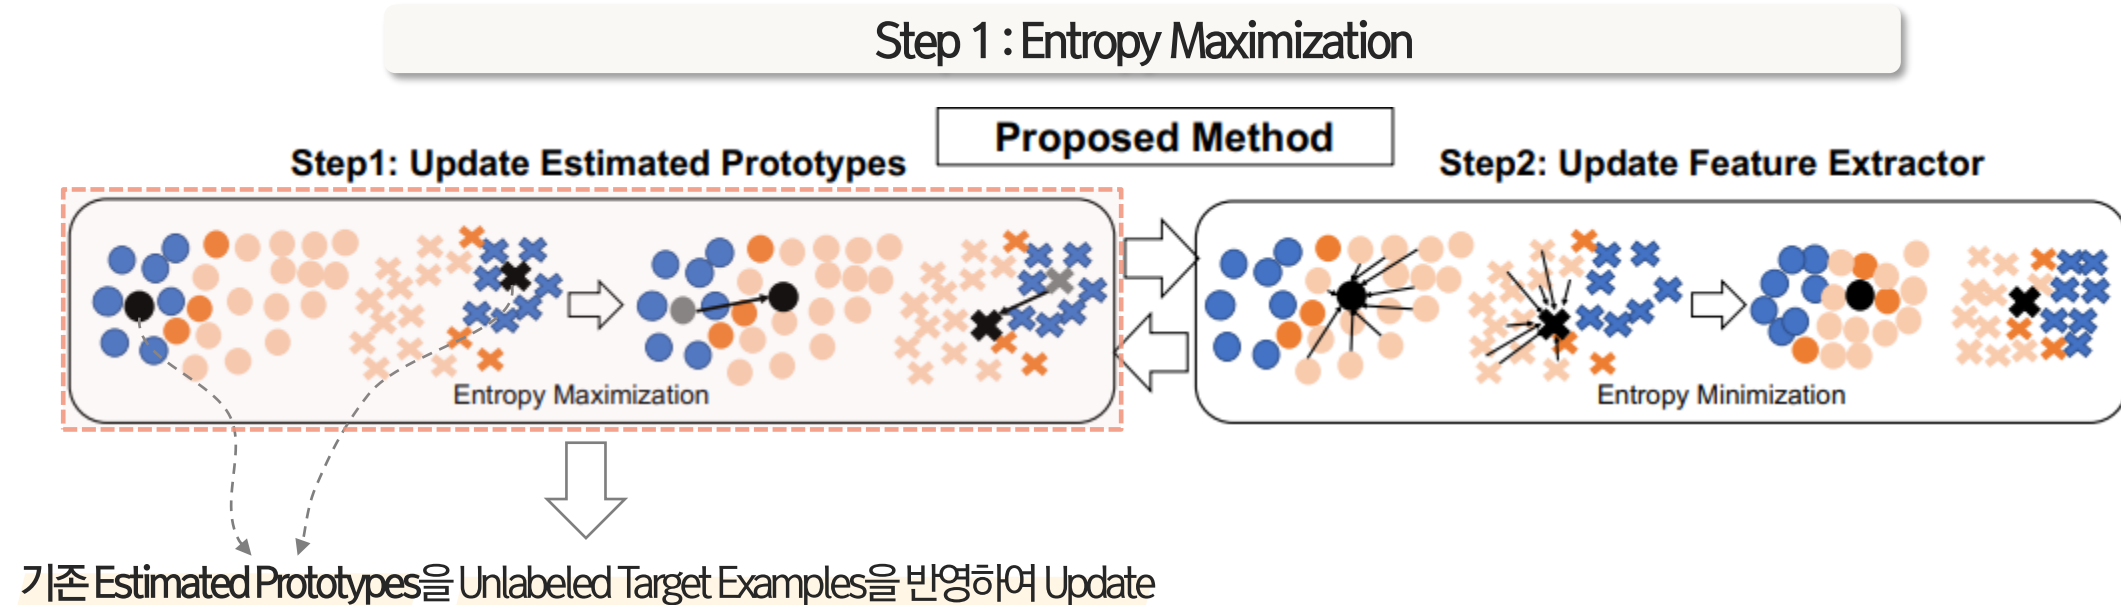 Step 1 : Entropy Maximization
Proposed Method
Step1: Update Estimated Prototypes
Step2: Update Feature Extractor
Entropy Maximization
Entropy Minimization
기존 Estimated Prototypes을 Unlabeled Target Examples을 반영하여 Update